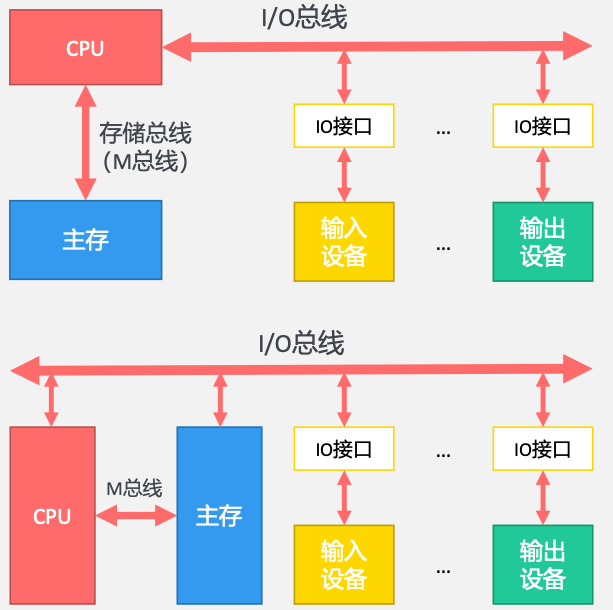 I/O总线
CPU
存储总线
（M总线）
IO接口
...
IO接口
主存
输入
设备
...
输出
设备
I/O总线
IO接口
...
IO接口
CPU
M总线
主存
输入
设备
...
输出
设备